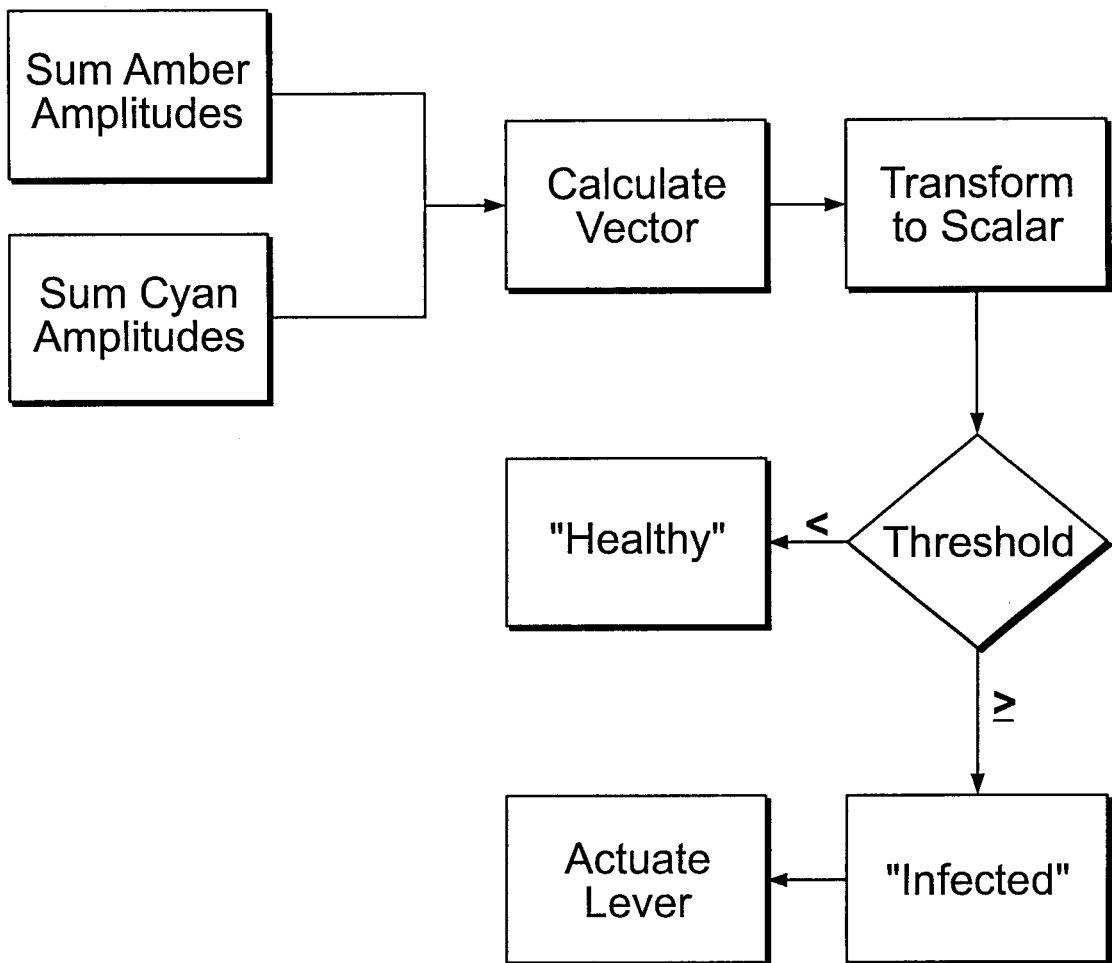 Sum Amber
Amplitudes
Sum Cyan
Amplitudes
Calculate
Vector
Transform
to Scalar
"Healthy"
<
Threshold
≥
Actuate
Lever
"Infected"